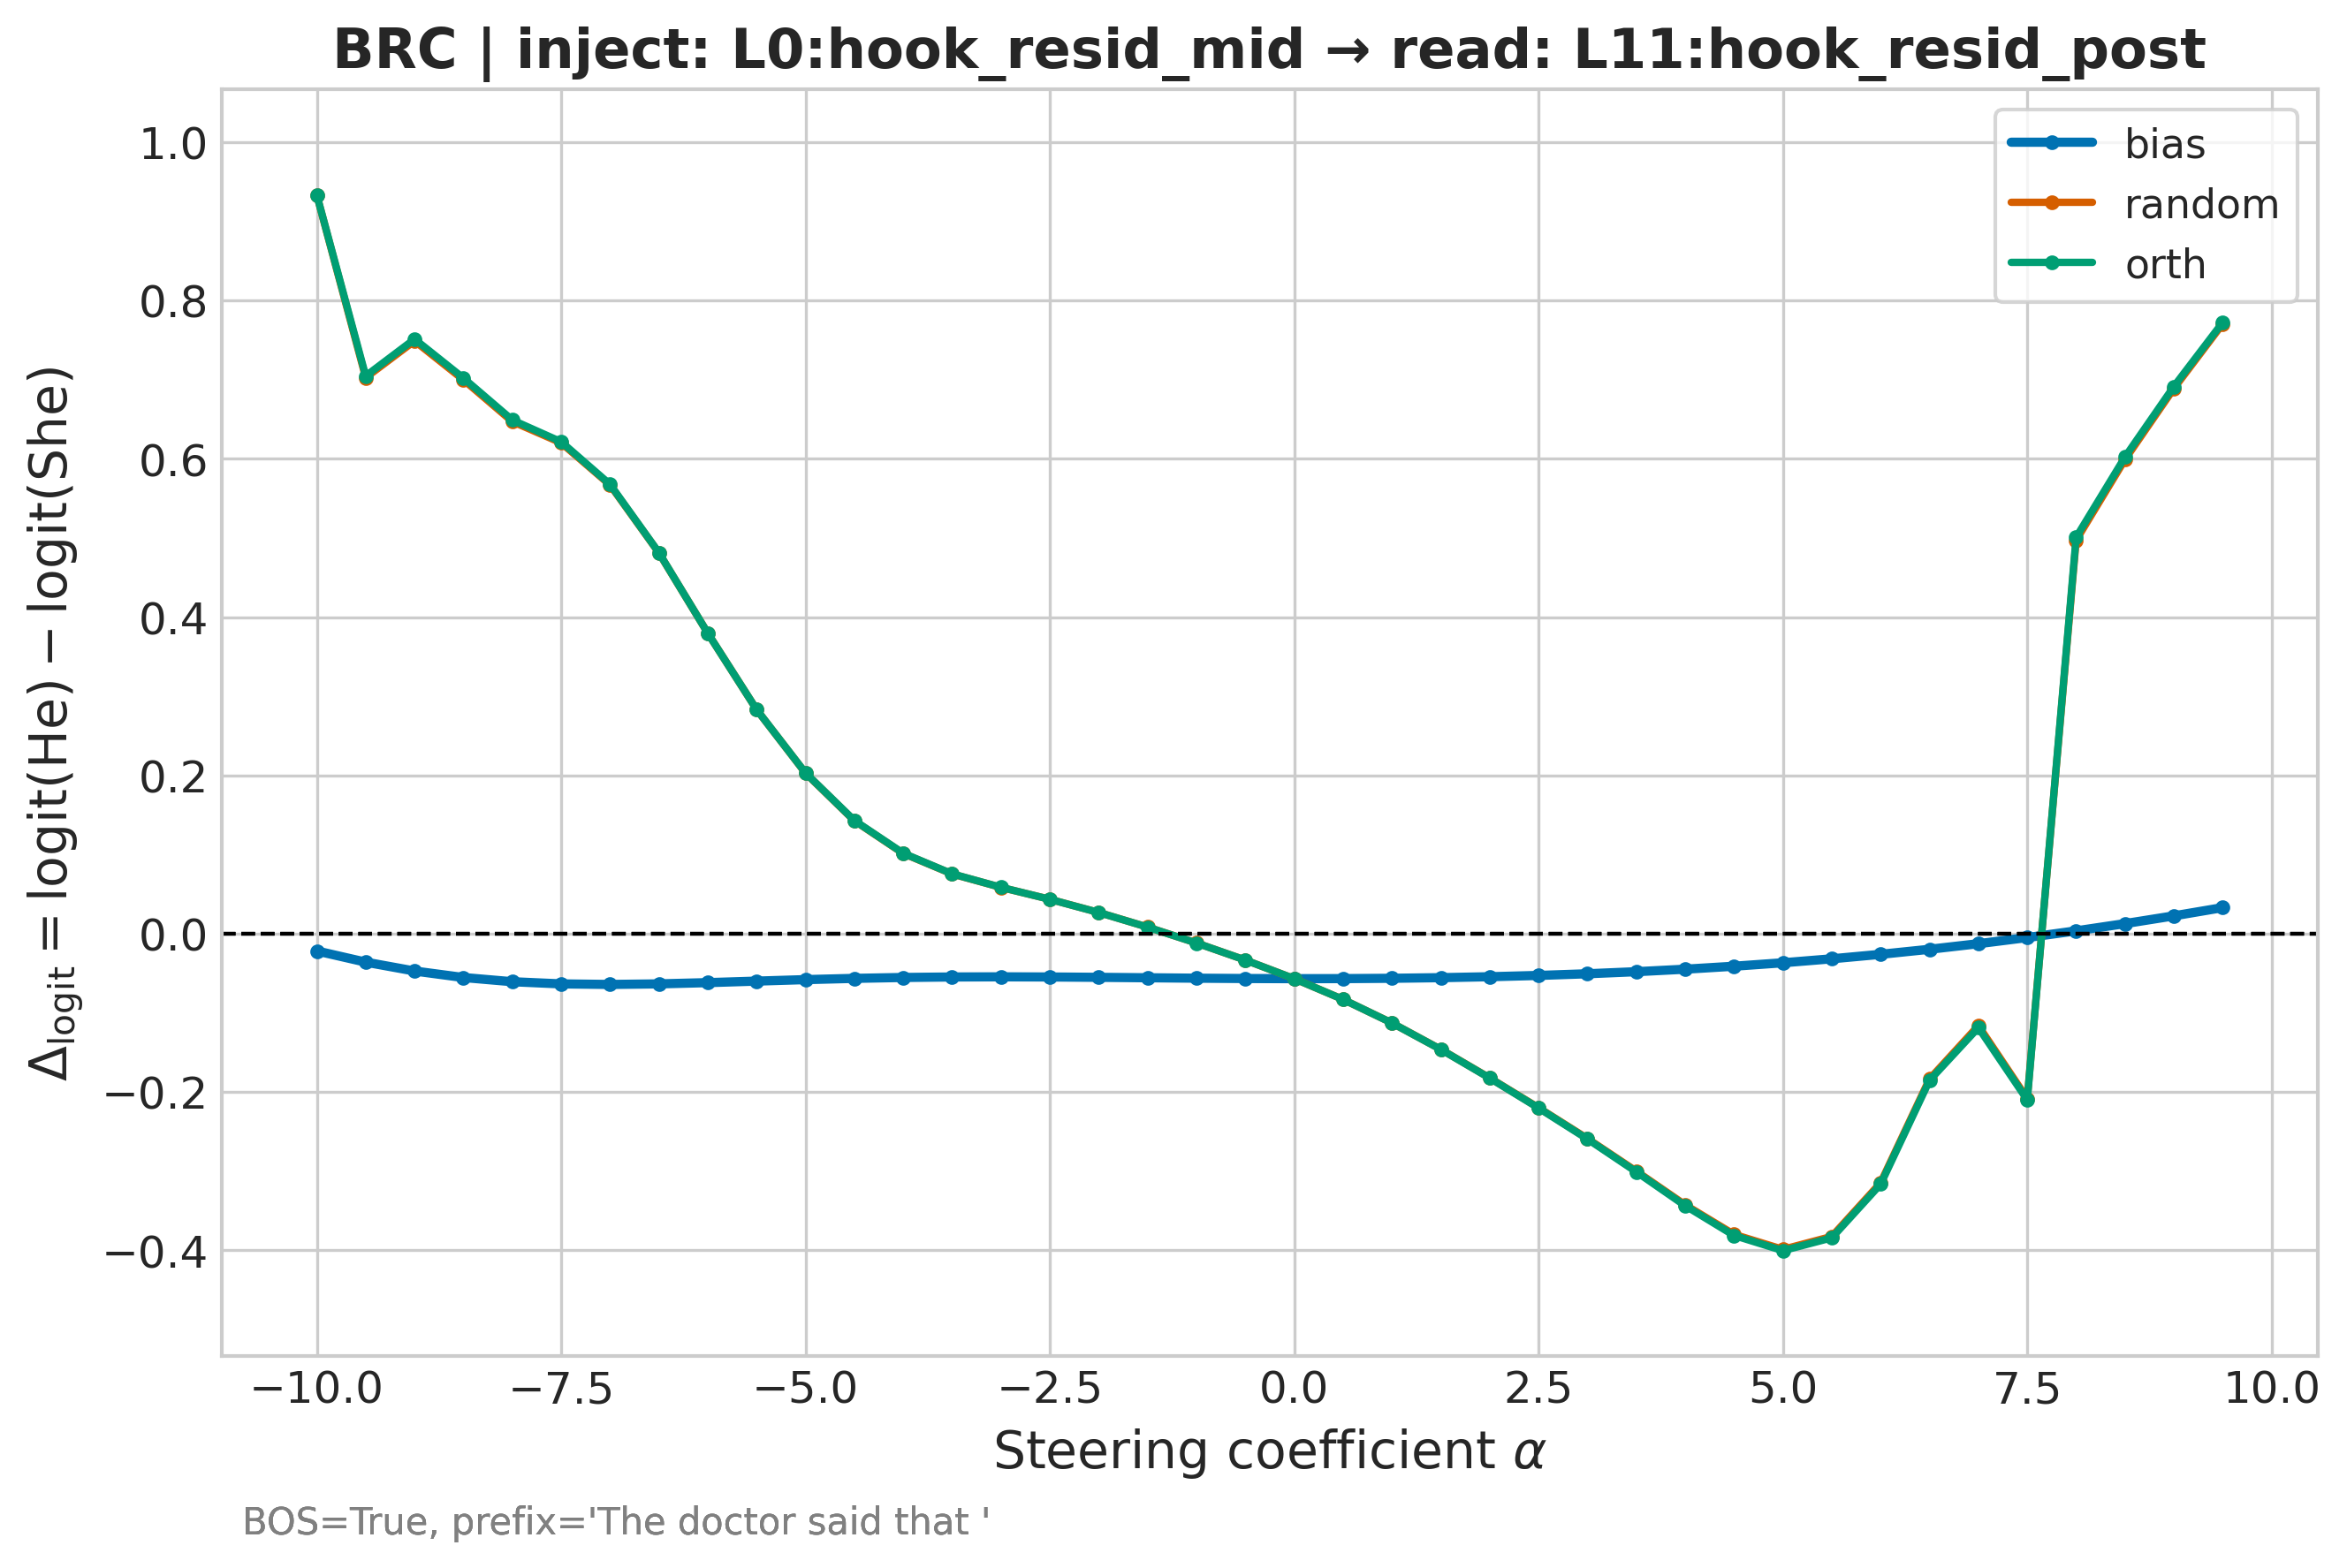 BRC | inject: L0:hook_resid_mid → read: L11:hook_resid_post
Δlogit = logit(He) − logit(She)
1.0
0.8
0.6
0.4
0.2
0.0
−0.2
−0.4
bias
random
orth
−10.0 −7.5 −5.0 −2.5 0.0 2.5 5.0 7.5 10.0
Steering coefficient α
BOS=True, prefix='The doctor said that '